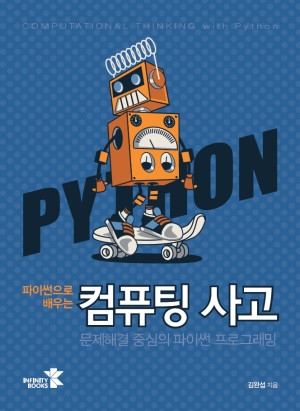 COMPUTATIONAL THINKING with Python
PYTHON
파이썬으로
배우는
컴퓨팅 사고
문제해결 중심의 파이썬 프로그래밍
INFINITY
BOOKS
김완섭 지음